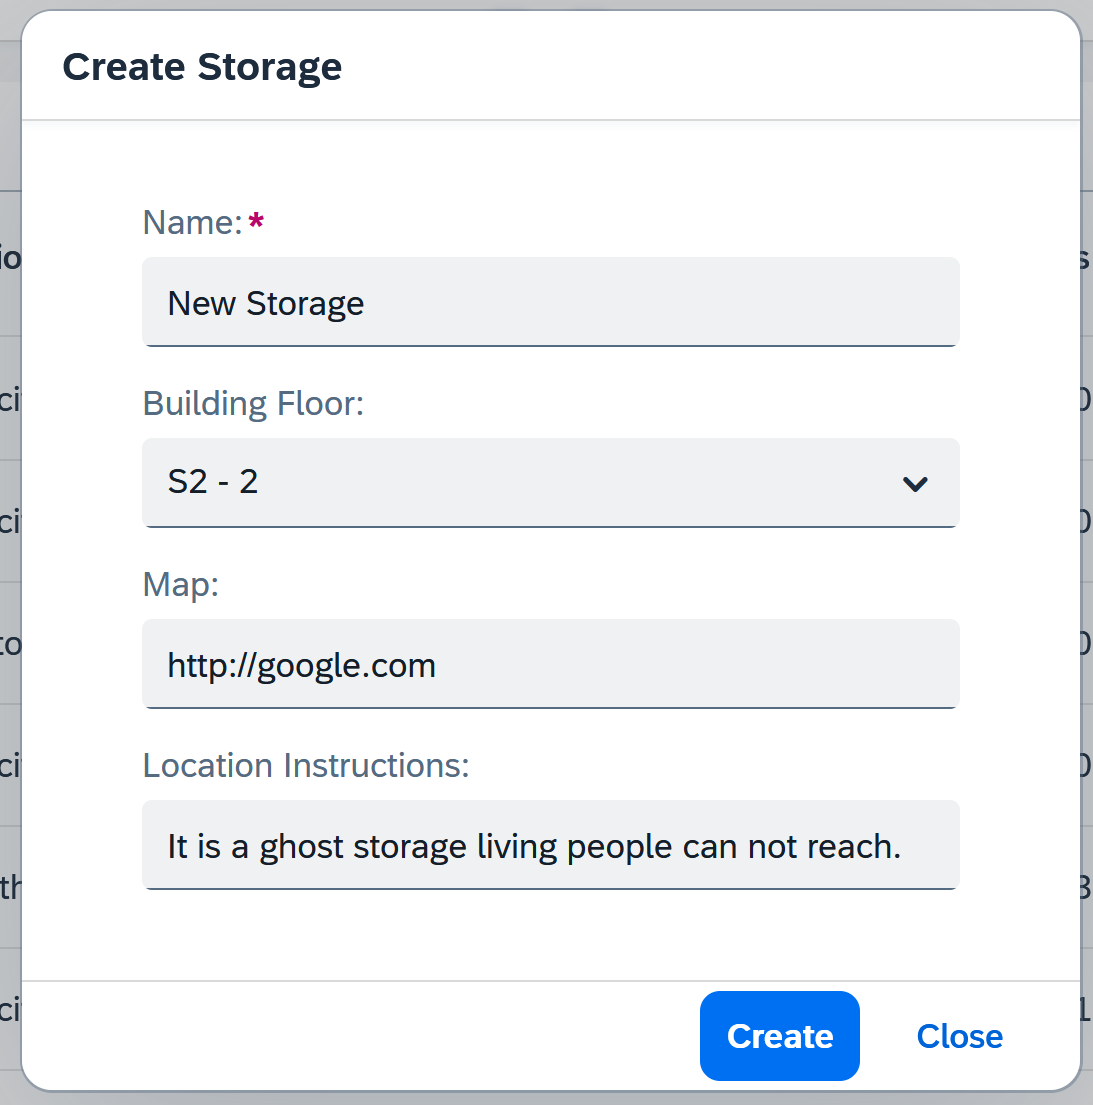 Create Storage
Name:*
New Storage
Building Floor:
S2 - 2
Map:
http://google.com
Location Instructions:
It is a ghost storage living people can not reach.
Create
Close